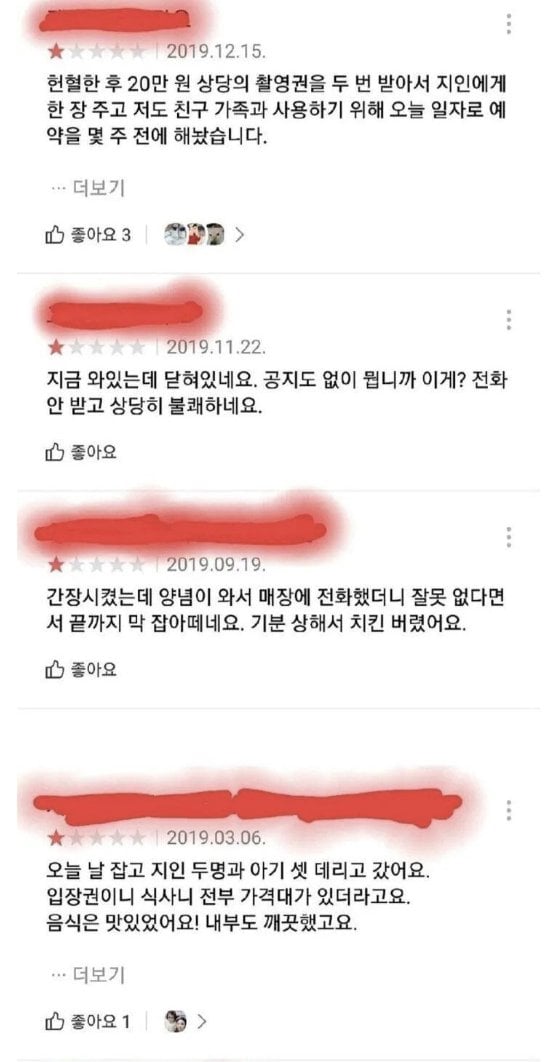 2019.12.15.
헌혈한 후 20만 원 상당의 촬영권을 두 번 받아서 지인에게
한 장 주고 저도 친구 가족과 사용하기 위해 오늘 일자로 예
약을 몇 주 전에 해놨습니다.
… 더보기
좋아요 3
2019.11.22.
지금 와있는데 닫혀있네요. 공지도 없이 뭡니까 이게? 전화
안 받고 상당히 불쾌하네요.
좋아요
2019.09.19.
간장시켰는데 양념이 와서 매장에 전화했더니 잘못 없다면
서 끝까지 막 잡아떼네요. 기분 상해서 치킨 버렸어요.
좋아요
2019.03.06.
오늘 날 잡고 지인 두명과 아기 셋 데리고 갔어요.
입장권이니 식사니 전부 가격대가 있더라고요.
음식은 맛있었어요! 내부도 깨끗했고요.
… 더보기
좋아요 1